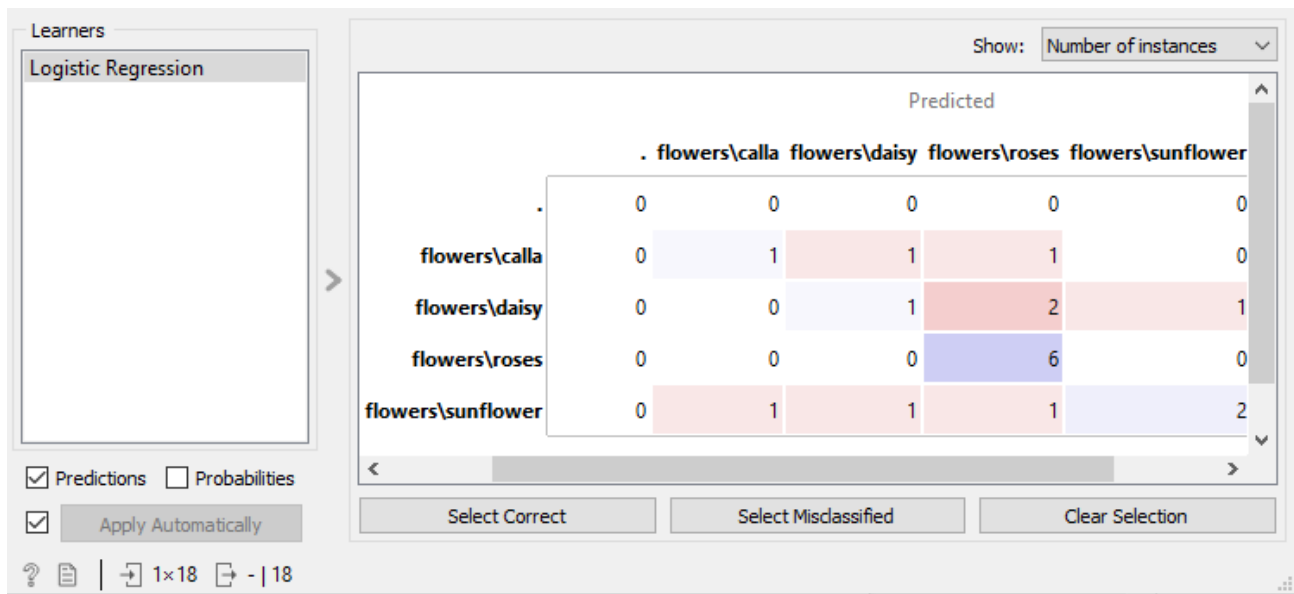 Learners
Logistic Regression
Show: Number of instances
Predicted
. flowers\calla flowers\daisy flowers\roses flowers\sunflower
. 0 0 0 0 0
flowers\calla 0 1 1 1 0
flowers\daisy 0 0 1 2 1
flowers\roses 0 0 0 6 0
flowers\sunflower 0 1 1 1 2
Predictions Probabilities
Apply Automatically
Select Correct Select Misclassified Clear Selection
? | 1×18 - | 18